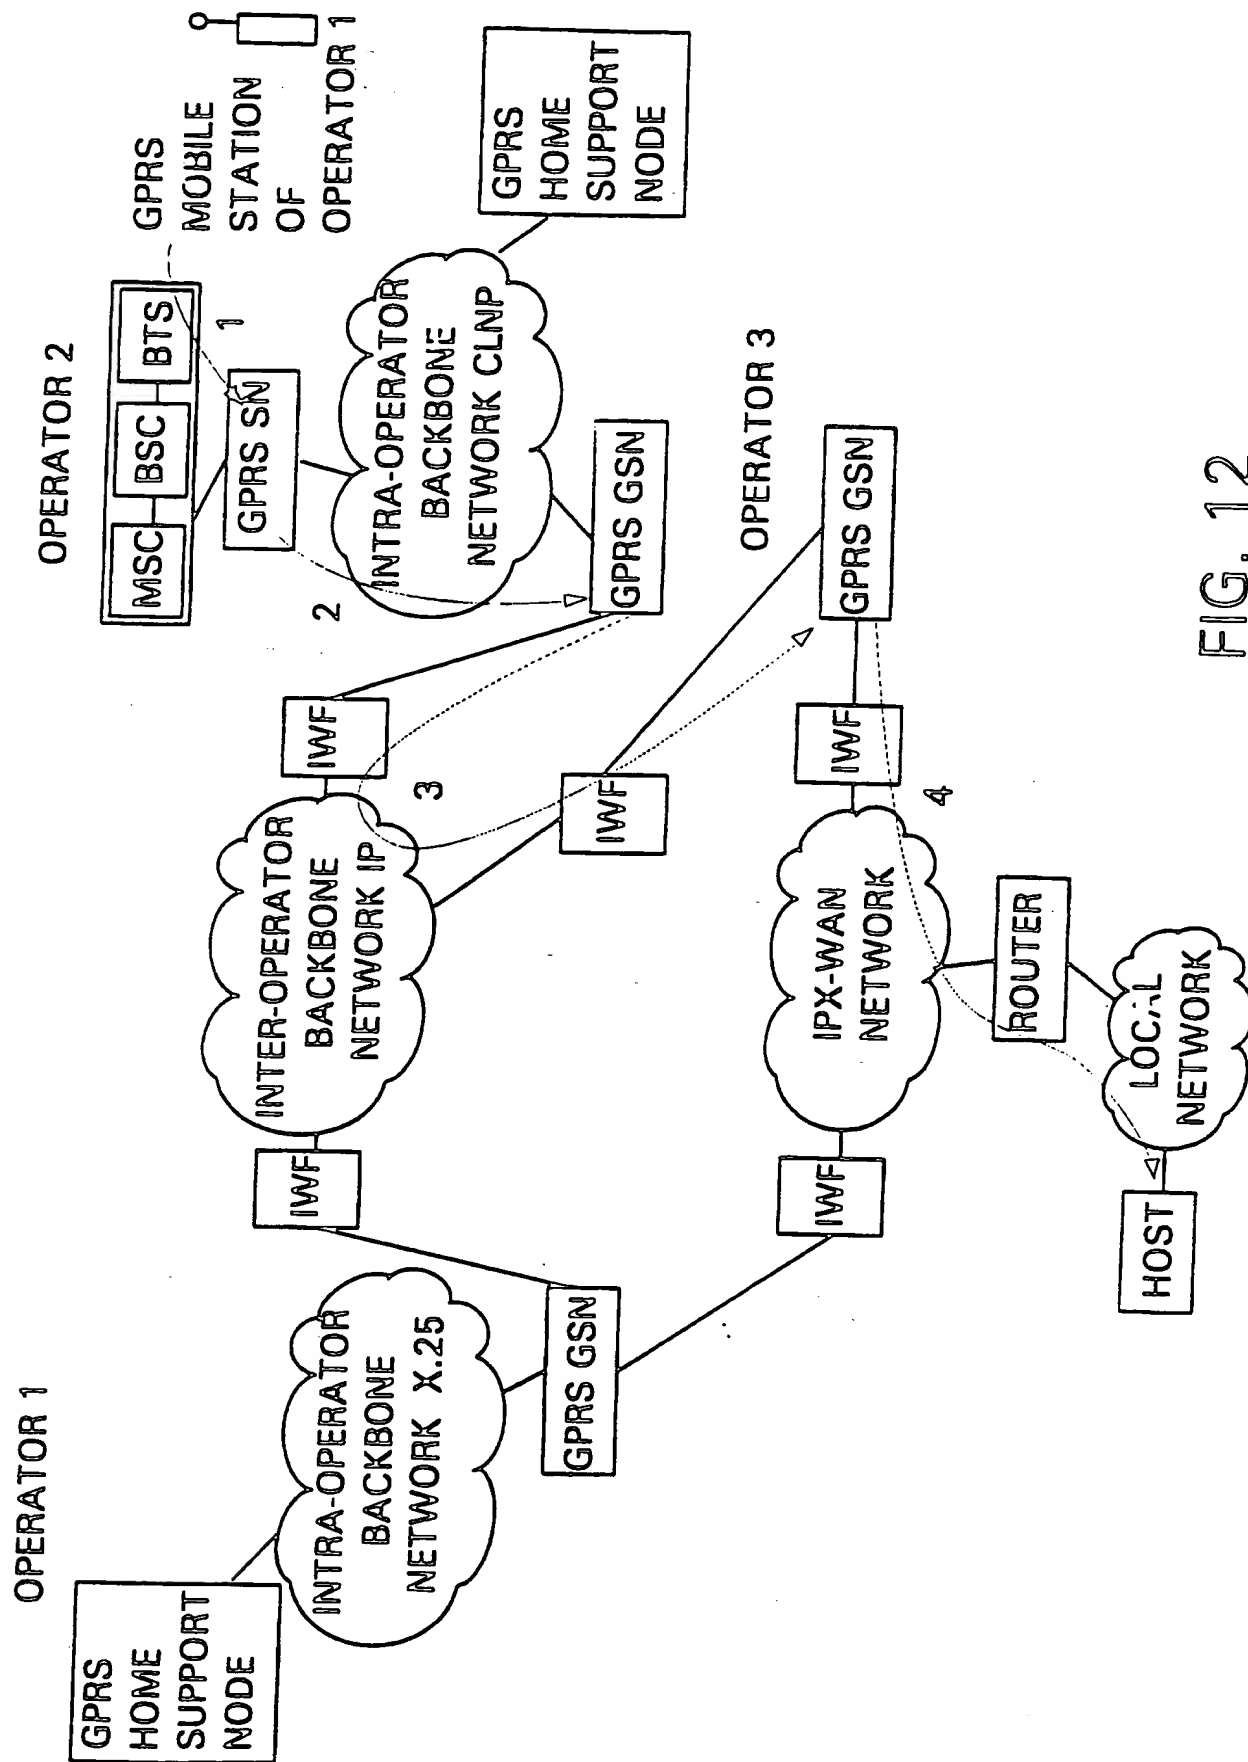 OPERATOR 1
GPRS
HOME
SUPPORT
NODE
INTRA-OPERATOR
BACKBONE
NETWORK X.25
GPRS GSN
IWF
INTER-OPERATOR
BACKBONE
NETWORK IP
IWF
3
IWF
OPERATOR 2
MSC
BSC
BTS
1
GPRS SN
2
INTRA-OPERATOR
BACKBONE
NETWORK CLNP
GPRS GSN
GPRS
MOBILE
STATION
OF
OPERATOR 1
GPRS
HOME
SUPPORT
NODE
OPERATOR 3
GPRS GSN
IWF
4
IPX-WAN
NETWORK
IWF
ROUTER
LOCAL
NETWORK
HOST
FIG. 12